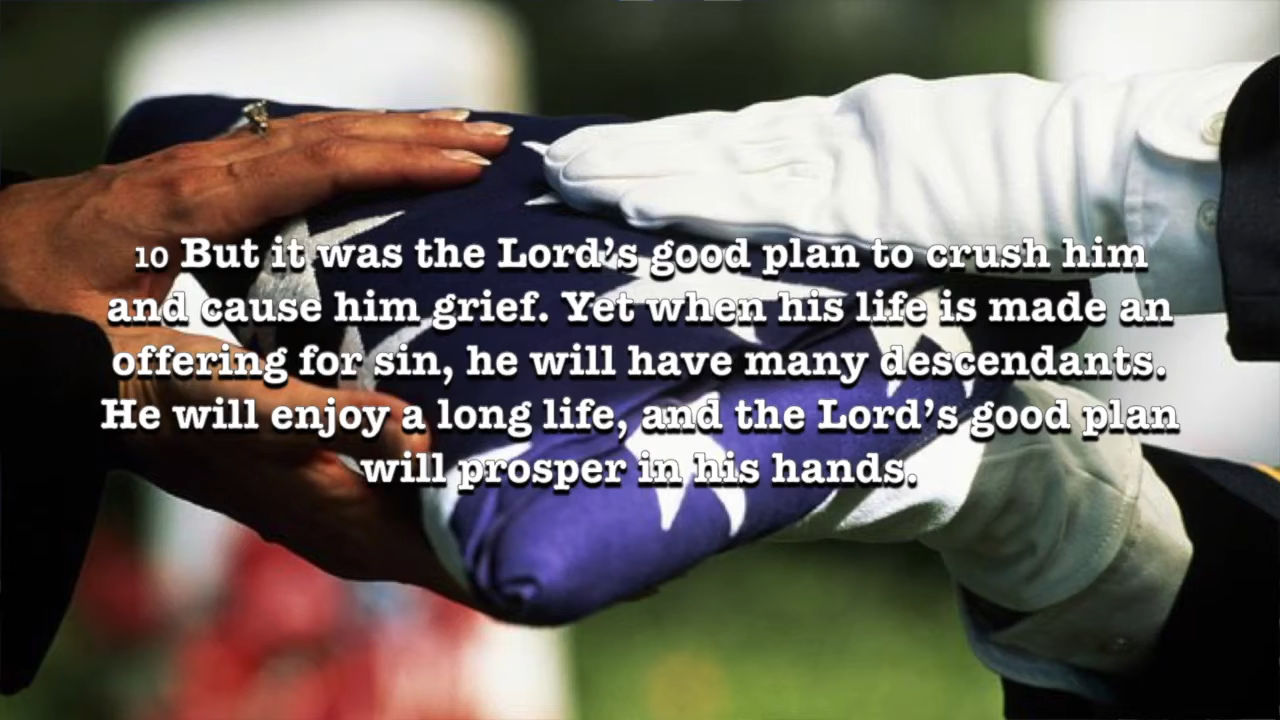 10 But it was the Lord’s good plan to crush him
and cause him grief. Yet when his life is made an
offering for sin, he will have many descendants.
He will enjoy a long life, and the Lord’s good plan
will prosper in his hands.